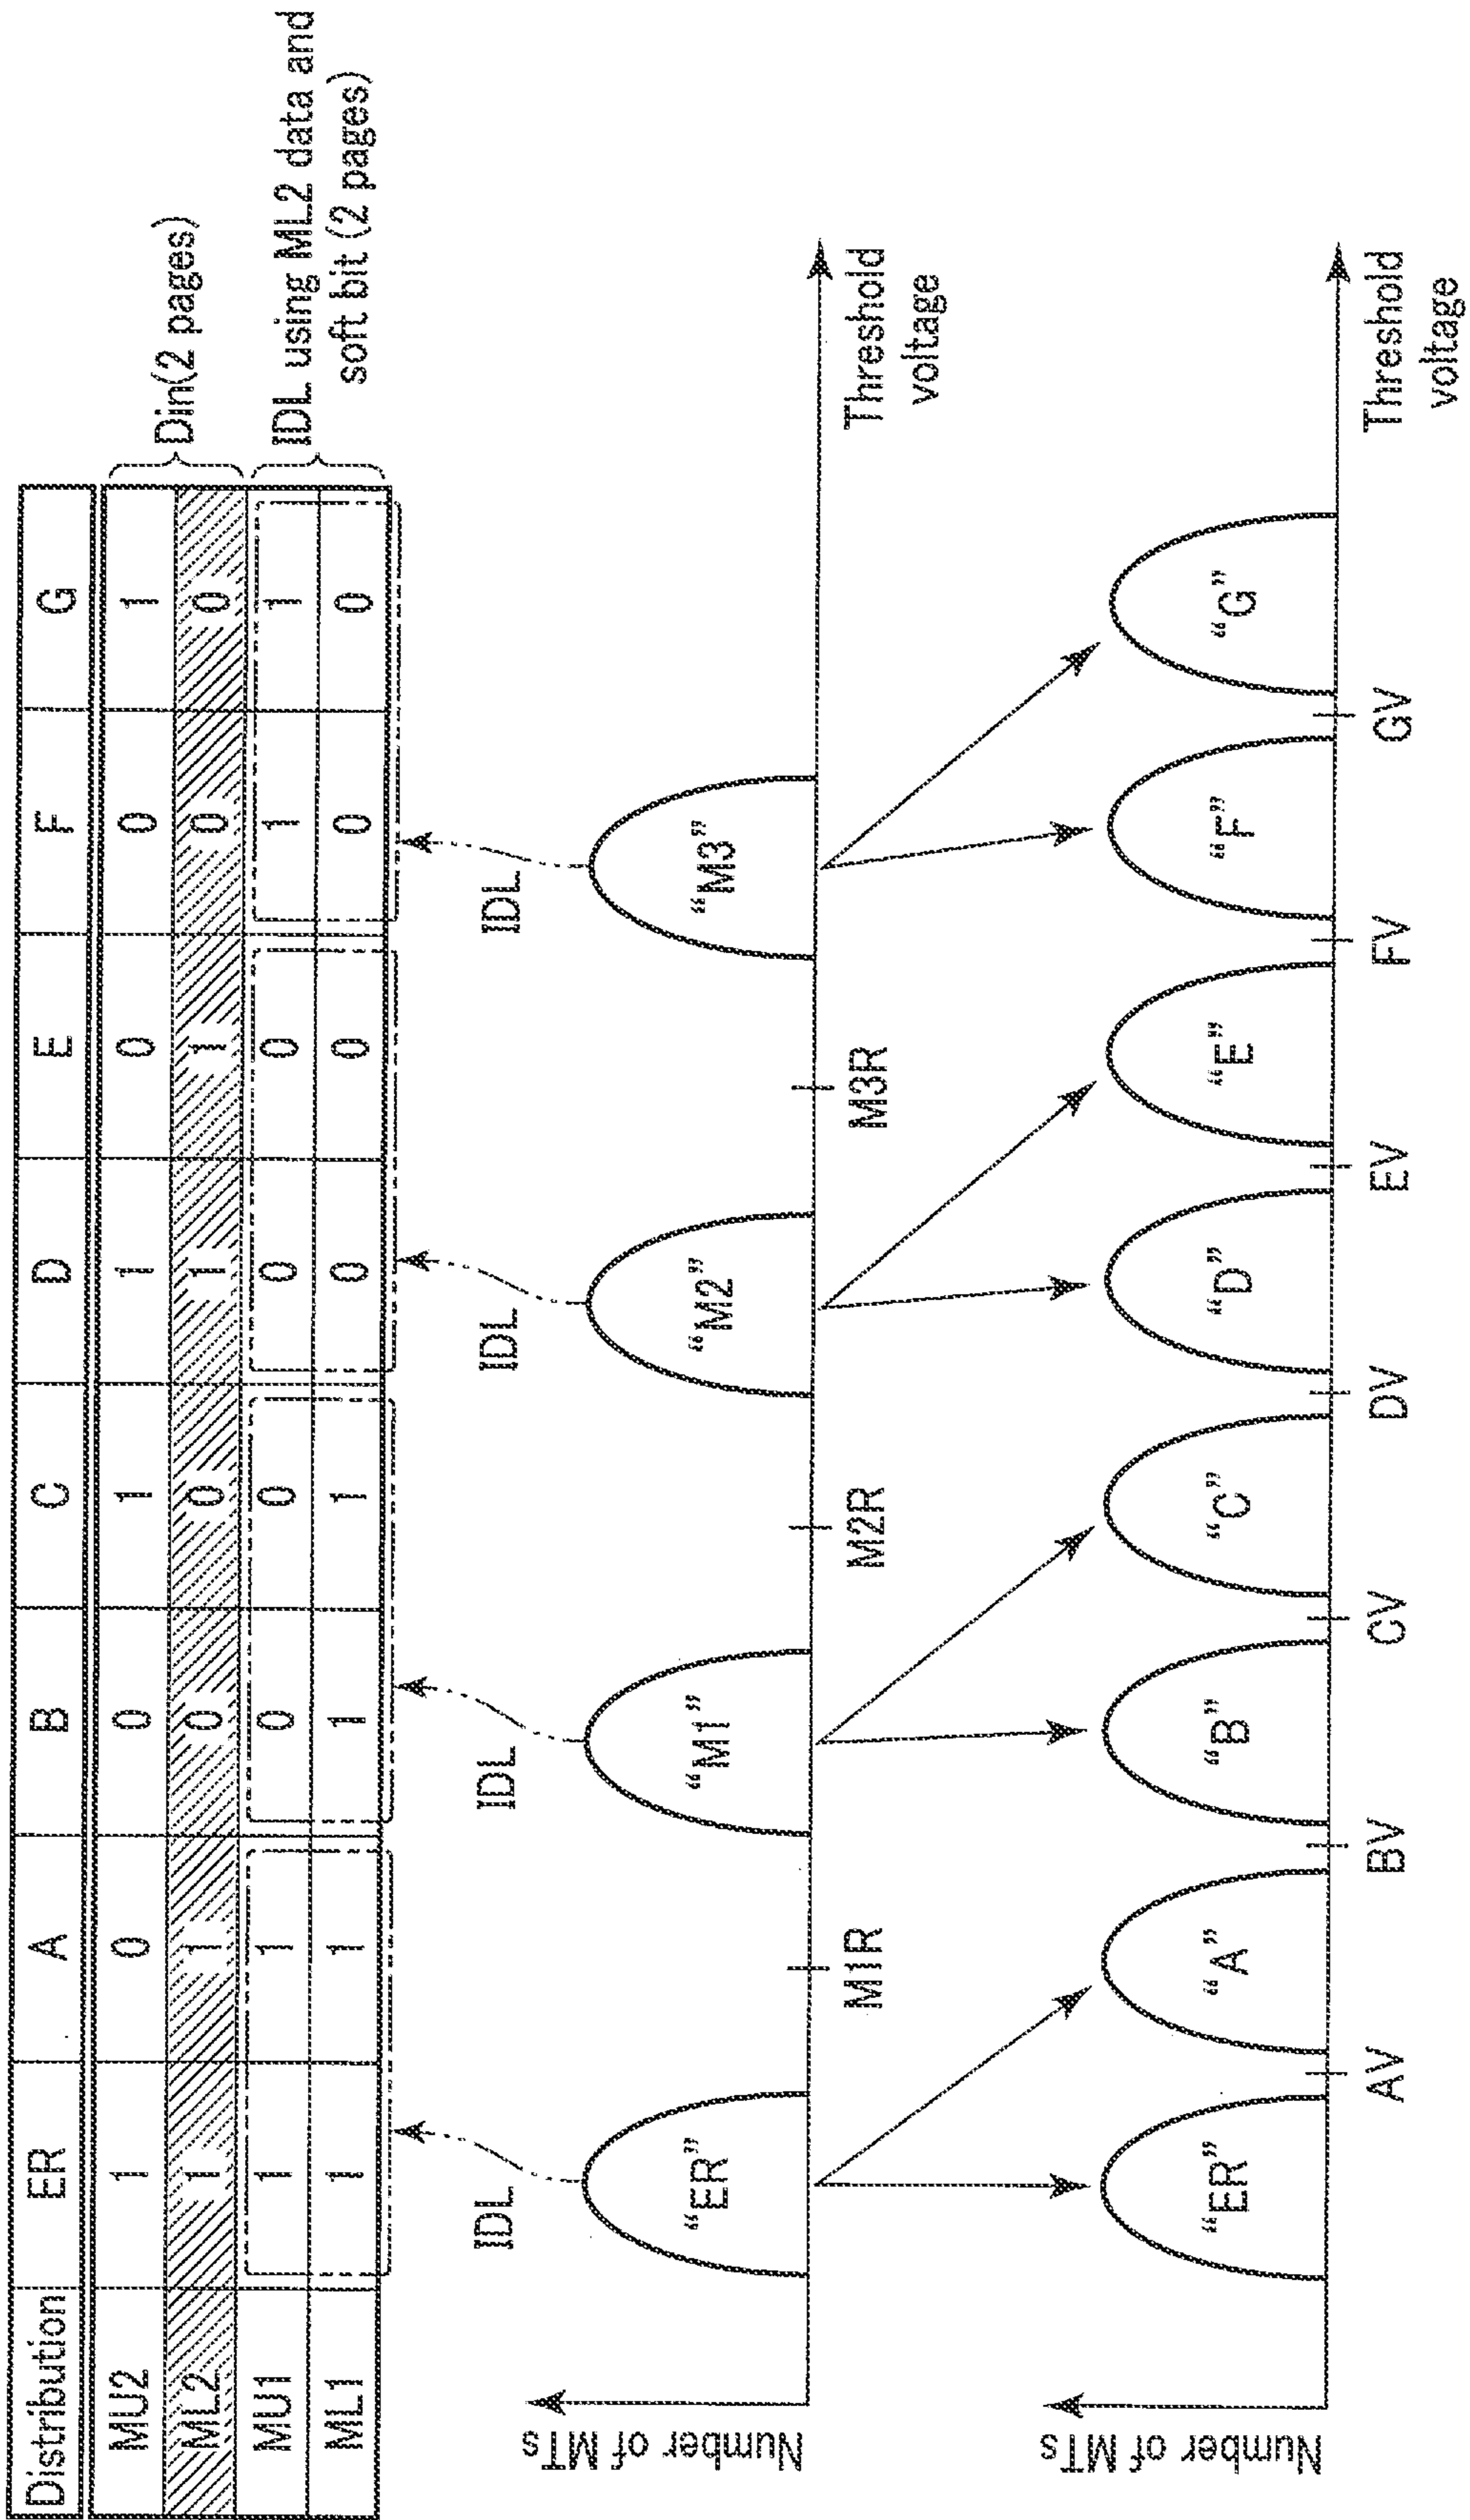 Distribution ER A B C D E F G
MU2 1 0 0 1 1 0 0 1
ML2 1 1 0 0 1 1 0 0
MU1 1 1 0 0 0 0 1 1
ML1 1 1 1 1 0 0 0 0
Din(2 pages)
IDL using ML2 data and
soft bit (2 pages)
IDL IDL IDL IDL
Number of MTs
“ER” “M1” “M2” “M3”
M1R M2R M3R
Threshold
voltage
Number of MTs
“ER” “A” “B” “C” “D” “E” “F” “G”
AV BV CV DV EV FV GV
Threshold
voltage